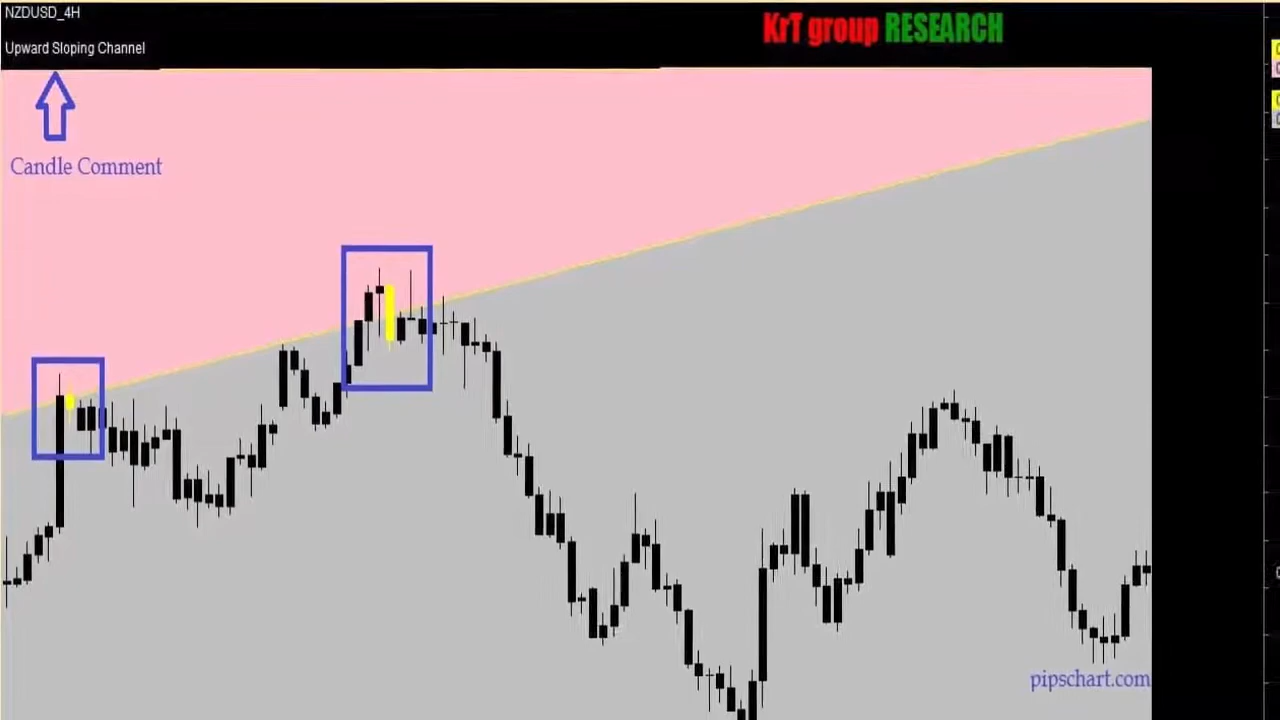 NZDUSD_4H
KrT group RESEARCH
Upward Sloping Channel
Candle Comment
pipschart.com